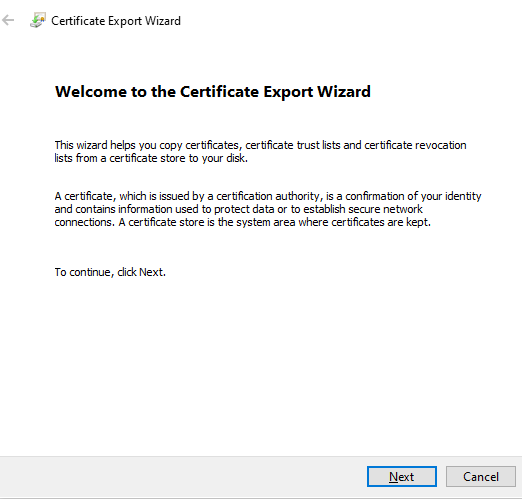 Certificate Export Wizard
Welcome to the Certificate Export Wizard
This wizard helps you copy certificates, certificate trust lists and certificate revocation
lists from a certificate store to your disk.
A certificate, which is issued by a certification authority, is a confirmation of your identity
and contains information used to protect data or to establish secure network
connections. A certificate store is the system area where certificates are kept.
To continue, click Next.
Next
Cancel